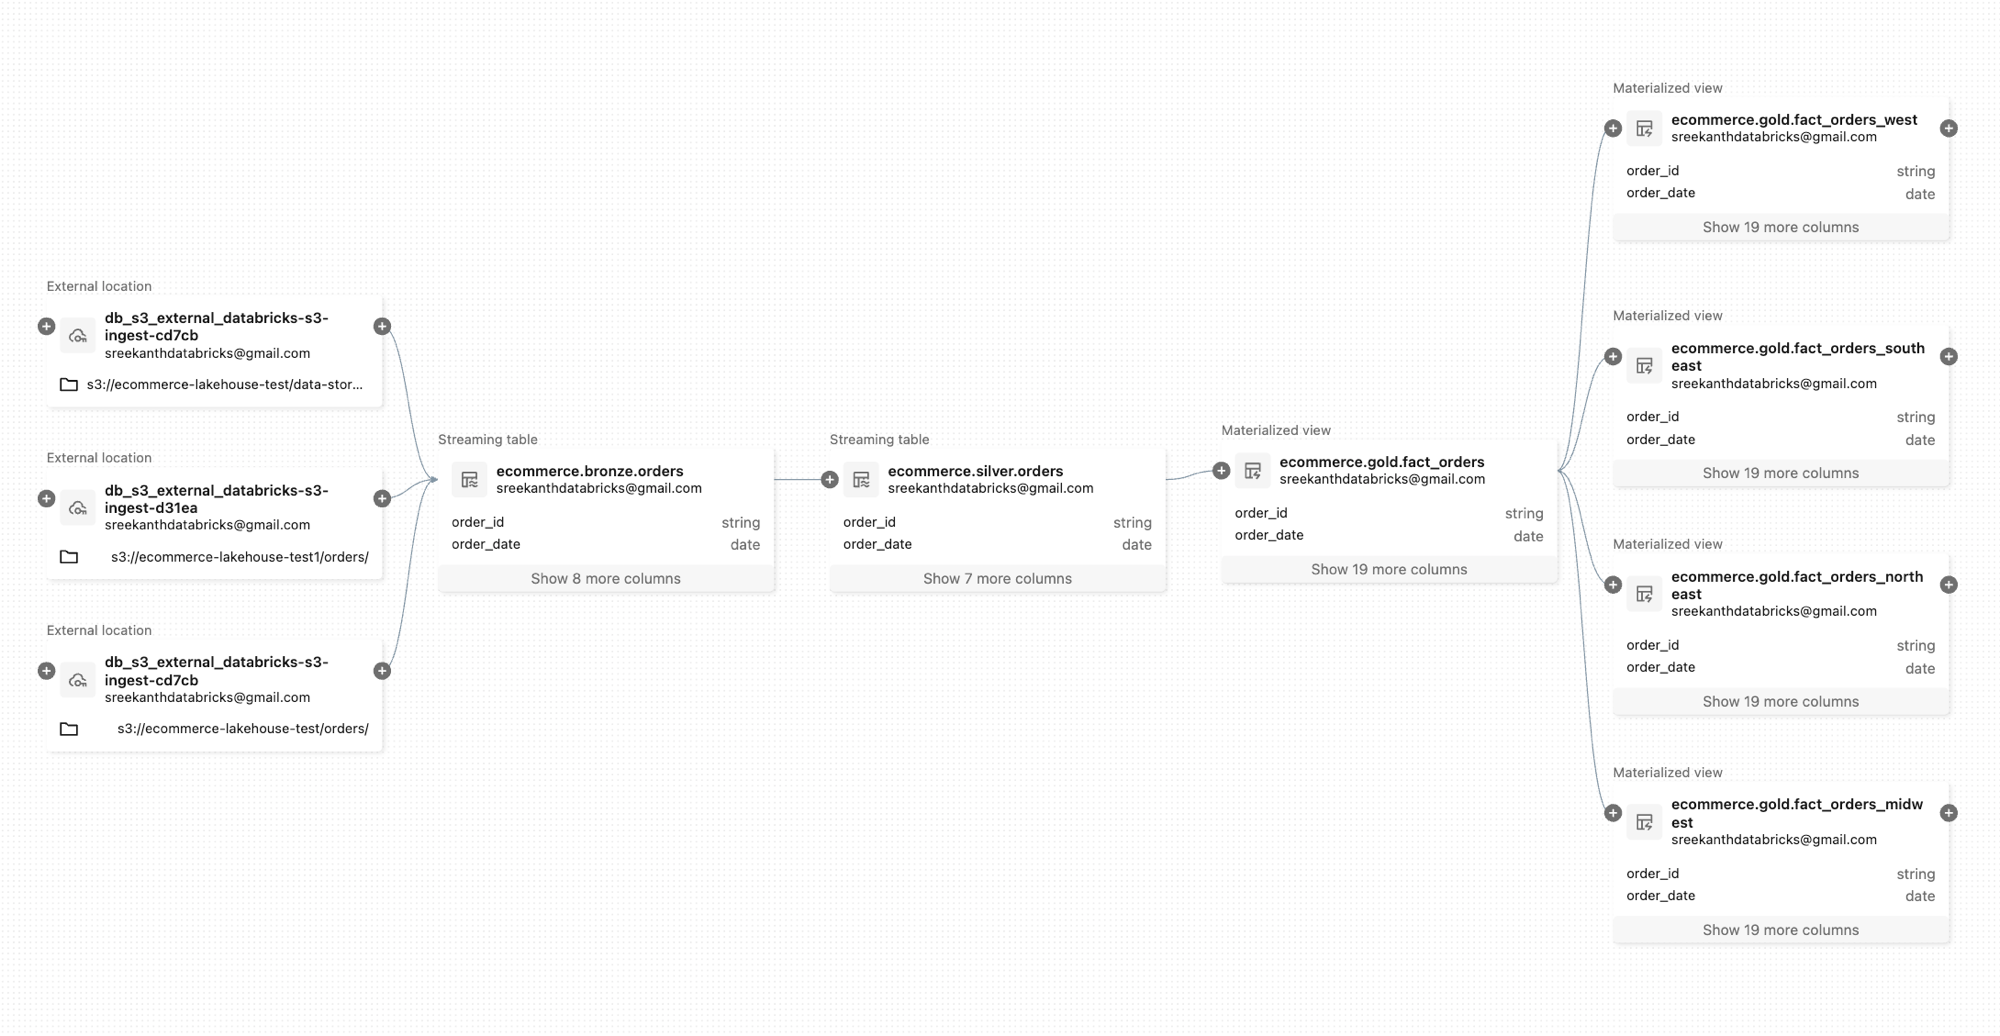 External location
db_s3_external_databricks-s3-
ingest-cd7cb
sreekanthdatabricks@gmail.com
s3://ecommerce-lakehouse-test/data-stor...
External location
db_s3_external_databricks-s3-
ingest-d31ea
sreekanthdatabricks@gmail.com
s3://ecommerce-lakehouse-test1/orders/
External location
db_s3_external_databricks-s3-
ingest-cd7cb
sreekanthdatabricks@gmail.com
s3://ecommerce-lakehouse-test/orders/
Streaming table
ecommerce.bronze.orders
sreekanthdatabricks@gmail.com
order_id string
order_date date
Show 8 more columns
Streaming table
ecommerce.silver.orders
sreekanthdatabricks@gmail.com
order_id string
order_date date
Show 7 more columns
Materialized view
ecommerce.gold.fact_orders
sreekanthdatabricks@gmail.com
order_id string
order_date date
Show 19 more columns
Materialized view
ecommerce.gold.fact_orders_west
sreekanthdatabricks@gmail.com
order_id string
order_date date
Show 19 more columns
Materialized view
ecommerce.gold.fact_orders_south
east
sreekanthdatabricks@gmail.com
order_id string
order_date date
Show 19 more columns
Materialized view
ecommerce.gold.fact_orders_north
east
sreekanthdatabricks@gmail.com
order_id string
order_date date
Show 19 more columns
Materialized view
ecommerce.gold.fact_orders_midw
est
sreekanthdatabricks@gmail.com
order_id string
order_date date
Show 19 more columns